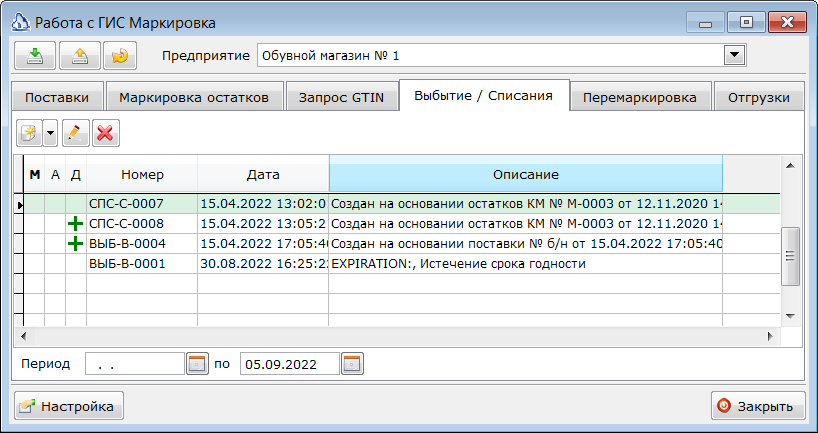 Работа с ГИС Маркировка
Предприятие Обувной магазин № 1
Поставки Маркировка остатков Запрос GTIN Выбытие / Списания Перемаркировка Отгрузки
М А Д Номер Дата Описание
СПС-С-0007 15.04.2022 13:02:0 Создан на основании остатков КМ № М-0003 от 12.11.2020 14
СПС-С-0008 15.04.2022 13:05:2 Создан на основании остатков КМ № М-0003 от 12.11.2020 14
ВЫБ-В-0004 15.04.2022 17:05:40 Создан на основании поставки № б/н от 15.04.2022 17:05:40
ВЫБ-В-0001 30.08.2022 16:25:22 EXPIRATION:, Истечение срока годности
Период . . по 05.09.2022
Настройка Закрыть